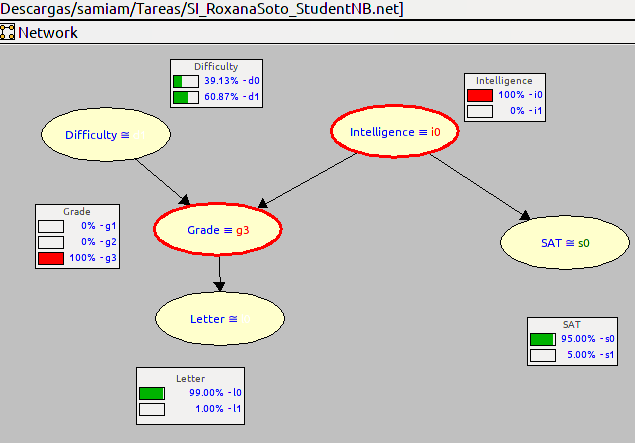 Descargas/samiam/Tareas/SI_RoxanaSoto_StudentNB.net]
Network
Difficulty
39.13% - d0
60.87% - d1
Intelligence
100% - i0
0% - i1
Difficulty ≅
Intelligence ≡ i0
Grade
0% - g1
0% - g2
100% - g3
Grade ≡ g3
SAT ≅ s0
Letter ≅
SAT
95.00% - s0
5.00% - s1
Letter
99.00% - l0
1.00% - l1